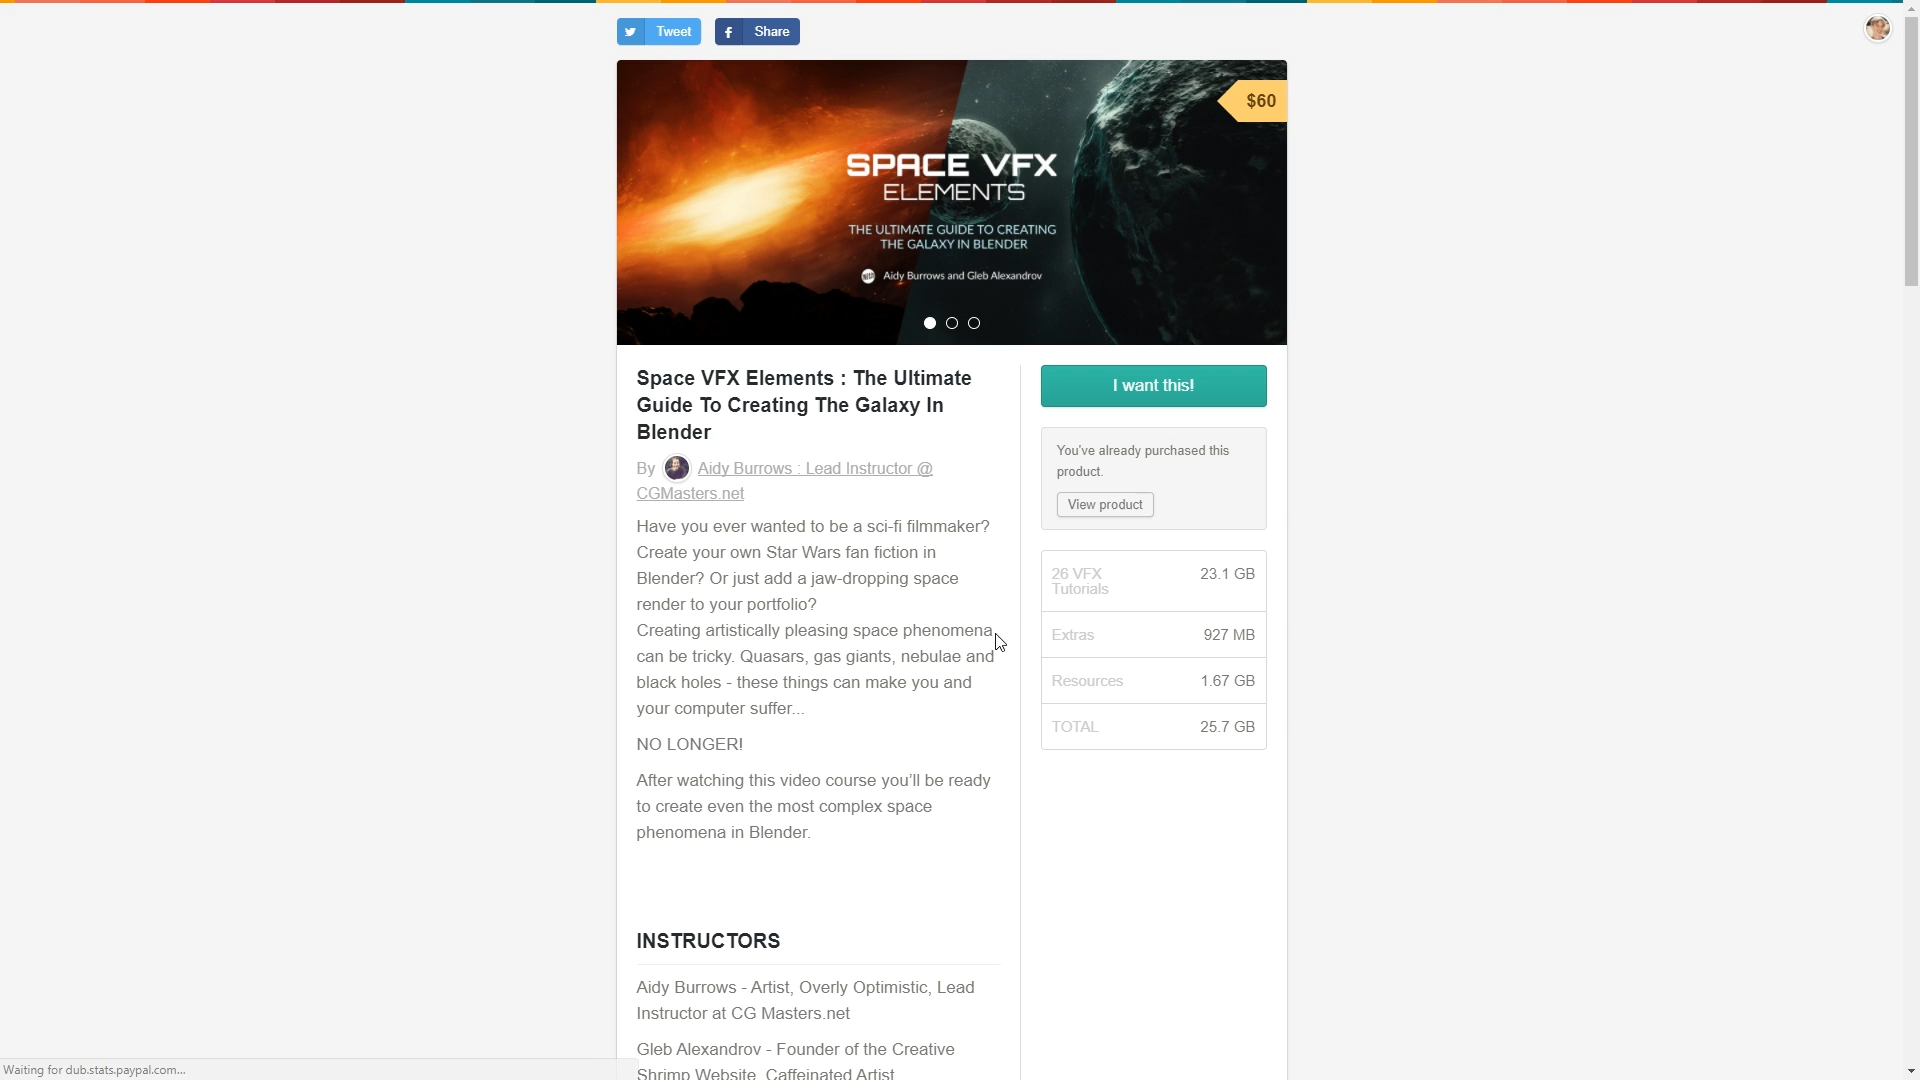 Tweet
Share
$60
SPACE VFX
ELEMENTS
THE ULTIMATE GUIDE TO CREATING
THE GALAXY IN BLENDER
Aidy Burrows and Gleb Alexandrov
Space VFX Elements : The Ultimate
Guide To Creating The Galaxy In
Blender
By Aidy Burrows : Lead Instructor @
CGMasters.net
Have you ever wanted to be a sci-fi filmmaker?
Create your own Star Wars fan fiction in
Blender? Or just add a jaw-dropping space
render to your portfolio?
Creating artistically pleasing space phenomena
can be tricky. Quasars, gas giants, nebulae and
black holes - these things can make you and
your computer suffer...
NO LONGER!
After watching this video course you’ll be ready
to create even the most complex space
phenomena in Blender.
INSTRUCTORS
Aidy Burrows - Artist, Overly Optimistic, Lead
Instructor at CG Masters.net
Gleb Alexandrov - Founder of the Creative
Shrimp Website, Caffeinated Artist
I want this!
You've already purchased this
product.
View product
26 VFX
Tutorials
23.1 GB
Extras 927 MB
Resources 1.67 GB
TOTAL 25.7 GB
Waiting for dub.stats.paypal.com...